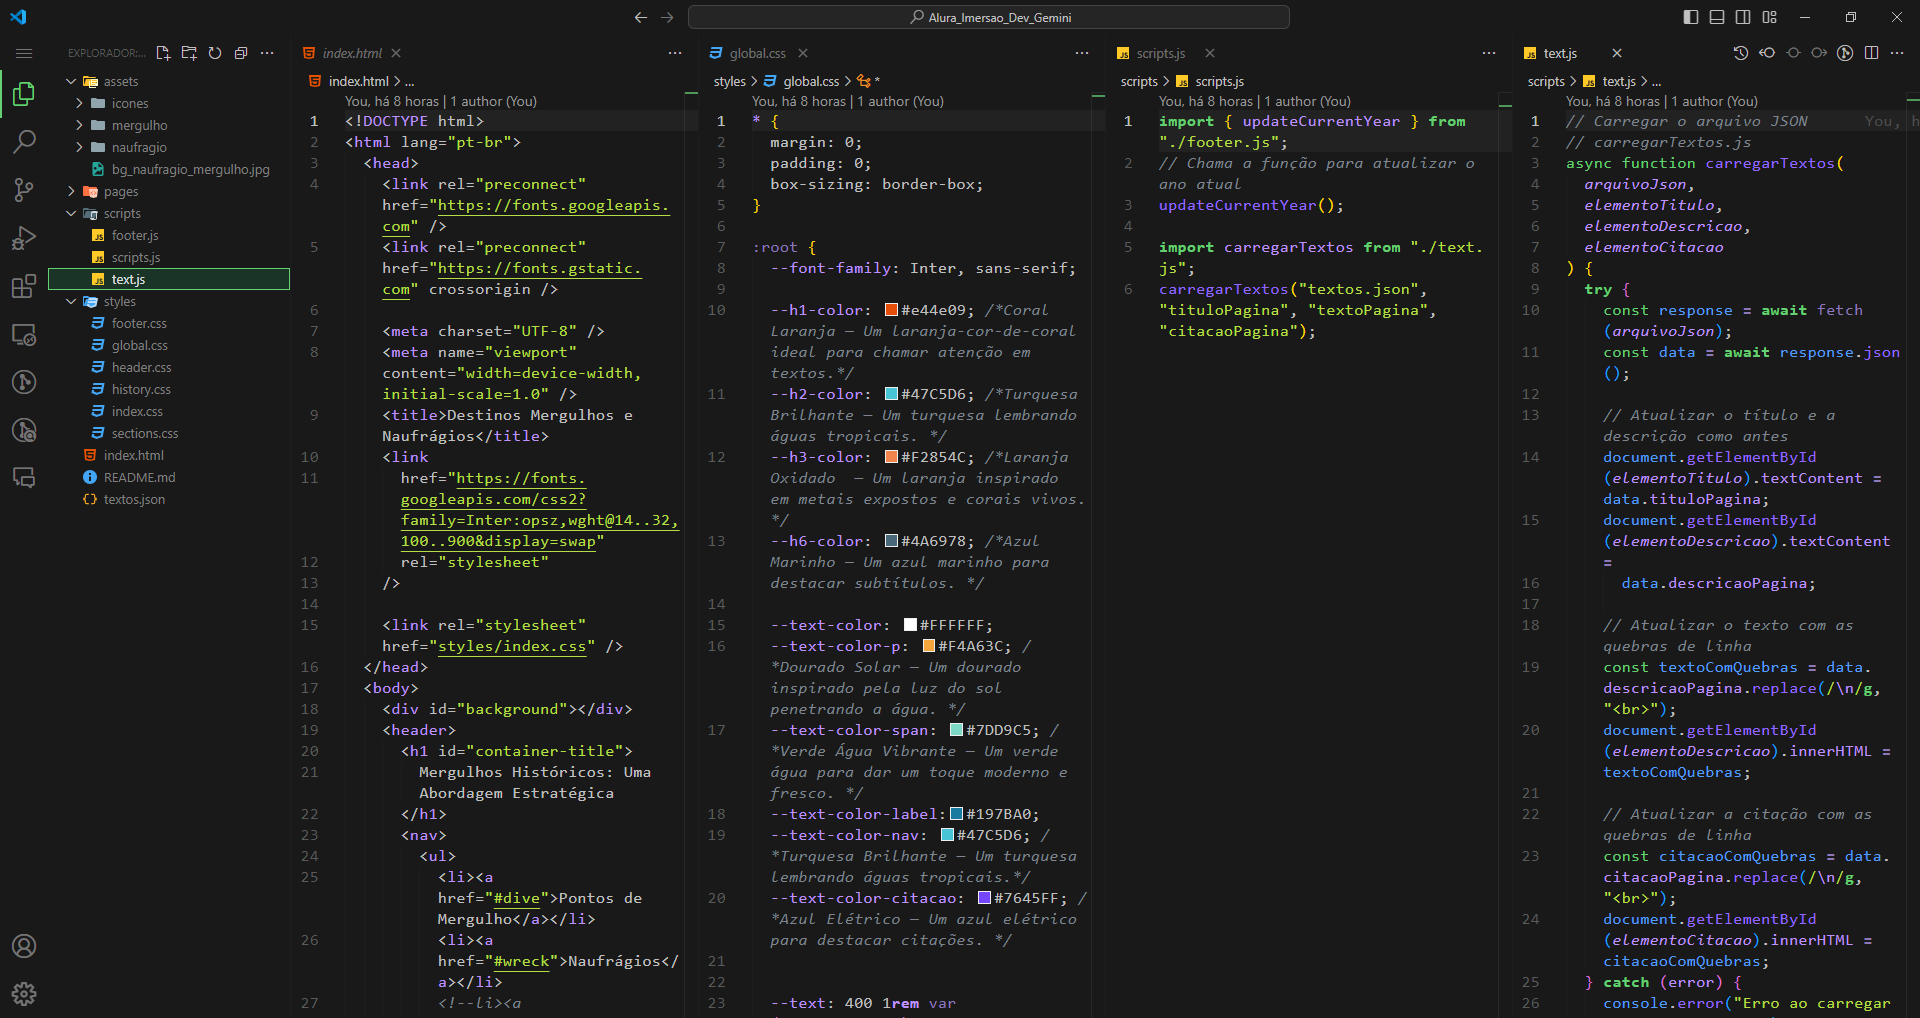 Alura_Imersao_Dev_Gemini
EXPLORADOR:...
assets
icones
mergulho
naufragio
bg_naufragio_mergulho.jpg
pages
scripts
footer.js
scripts.js
text.js
styles
footer.css
global.css
header.css
history.css
index.css
sections.css
index.html
README.md
textos.json
index.html
index.html > ...
You, há 8 horas | 1 author (You)
1 <!DOCTYPE html>
2 <html lang="pt-br">
3 <head>
4 <link rel="preconnect"
href="https://fonts.googleapis.
com" />
5 <link rel="preconnect"
href="https://fonts.gstatic.
com" crossorigin />
6
7 <meta charset="UTF-8" />
8 <meta name="viewport"
content="width=device-width,
initial-scale=1.0" />
9 <title>Destinos Mergulhos e
Naufrágios</title>
10 <link
11 href="https://fonts.
googleapis.com/css2?
family=Inter:opsz,wght@14..32,
100..900&display=swap"
12 rel="stylesheet"
13 />
14
15 <link rel="stylesheet"
href="styles/index.css" />
16 </head>
17 <body>
18 <div id="background"></div>
19 <header>
20 <h1 id="container-title">
21 Mergulhos Históricos: Uma
Abordagem Estratégica
22 </h1>
23 <nav>
24 <ul>
25 <li><a
href="#dive">Pontos de
Mergulho</a></li>
26 <li><a
href="#wreck">Naufrágios</
a></li>
27 <!--li><a
global.css
styles > global.css > *
You, há 8 horas | 1 author (You)
1 * {
2 margin: 0;
3 padding: 0;
4 box-sizing: border-box;
5 }
6
7 :root {
8 --font-family: Inter, sans-serif;
9
10 --h1-color: #e44e09; /*Coral
Laranja – Um laranja-cor-de-coral
ideal para chamar atenção em
textos.*/
11 --h2-color: #47C5D6; /*Turquesa
Brilhante – Um turquesa lembrando
águas tropicais. */
12 --h3-color: #F2854C; /*Laranja
Oxidado – Um laranja inspirado
em metais expostos e corais vivos.
*/
13 --h6-color: #4A6978; /*Azul
Marinho – Um azul marinho para
destacar subtítulos. */
14
15 --text-color: #FFFFFF;
16 --text-color-p: #F4A63C; /
*Dourado Solar – Um dourado
inspirado pela luz do sol
penetrando a água. */
17 --text-color-span: #7DD9C5; /
*Verde Água Vibrante – Um verde
água para dar um toque moderno e
fresco. */
18 --text-color-label: #197BA0;
19 --text-color-nav: #47C5D6; /
*Turquesa Brilhante – Um turquesa
lembrando águas tropicais.*/
20 --text-color-citacao: #7645FF; /
*Azul Elétrico – Um azul elétrico
para destacar citações. */
21
22
23 --text: 400 1rem var
scripts.js
scripts > scripts.js
You, há 8 horas | 1 author (You)
1 import { updateCurrentYear } from
"./footer.js";
2 // Chama a função para atualizar o
ano atual
3 updateCurrentYear();
4
5 import carregarTextos from "./text.
js";
6 carregarTextos("textos.json",
"tituloPagina", "textoPagina",
"citacaoPagina");
text.js
scripts > text.js > ...
You, há 8 horas | 1 author (You)
1 // Carregar o arquivo JSON You, h
2 // carregarTextos.js
3 async function carregarTextos(
4 arquivoJson,
5 elementoTitulo,
6 elementoDescricao,
7 elementoCitacao
8 ) {
9 try {
10 const response = await fetch
(arquivoJson);
11 const data = await response.json
();
12
13 // Atualizar o título e a
descrição como antes
14 document.getElementById
(elementoTitulo).textContent =
data.tituloPagina;
15 document.getElementById
(elementoDescricao).textContent
=
16 data.descricaoPagina;
17
18 // Atualizar o texto com as
quebras de linha
19 const textoComQuebras = data.
descricaoPagina.replace(/\n/g,
"<br>");
20 document.getElementById
(elementoDescricao).innerHTML =
textoComQuebras;
21
22 // Atualizar a citação com as
quebras de linha
23 const citacaoComQuebras = data.
citacaoPagina.replace(/\n/g,
"<br>");
24 document.getElementById
(elementoCitacao).innerHTML =
citacaoComQuebras;
25 } catch (error) {
26 console.error("Erro ao carregar